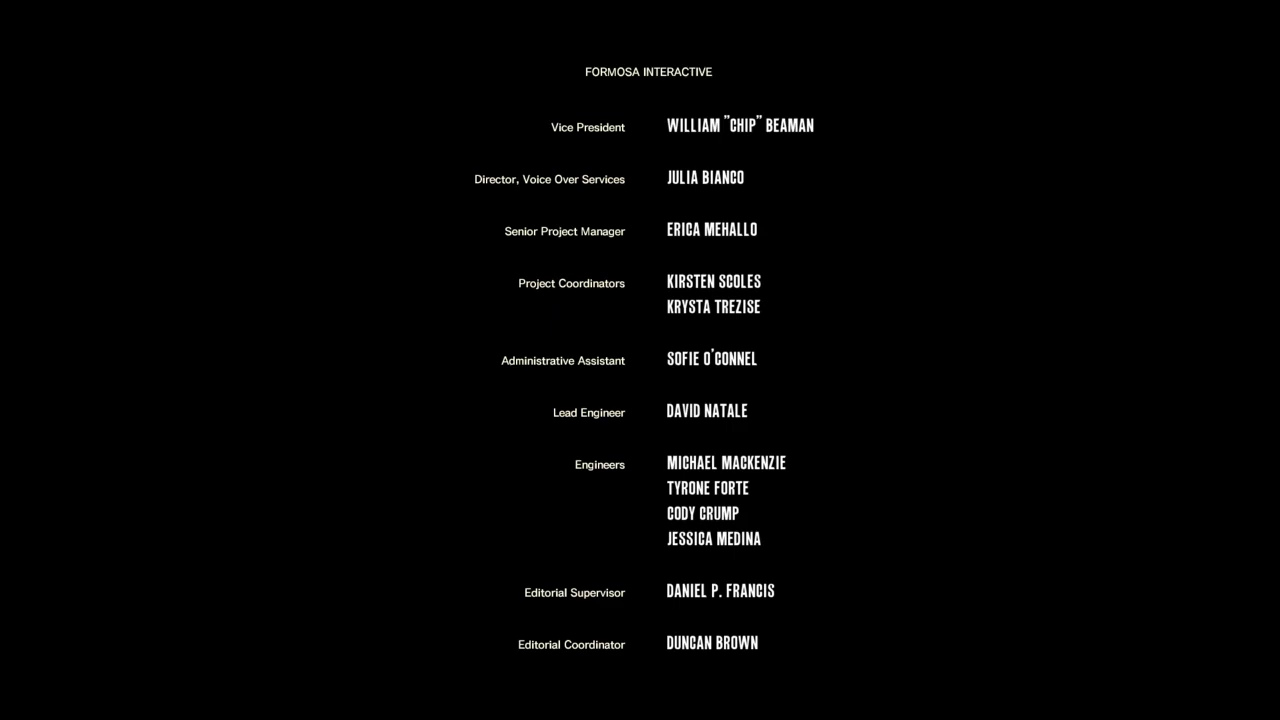 FORMOSA INTERACTIVE
Vice President WILLIAM "CHIP" BEAMAN
Director, Voice Over Services JULIA BIANCO
Senior Project Manager ERICA MEHALLO
Project Coordinators KIRSTEN SCOLES
KRYSTA TREZISE
Administrative Assistant SOFIE O'CONNEL
Lead Engineer DAVID NATALE
Engineers MICHAEL MACKENZIE
TYRONE FORTE
CODY CRUMP
JESSICA MEDINA
Editorial Supervisor DANIEL P. FRANCIS
Editorial Coordinator DUNCAN BROWN